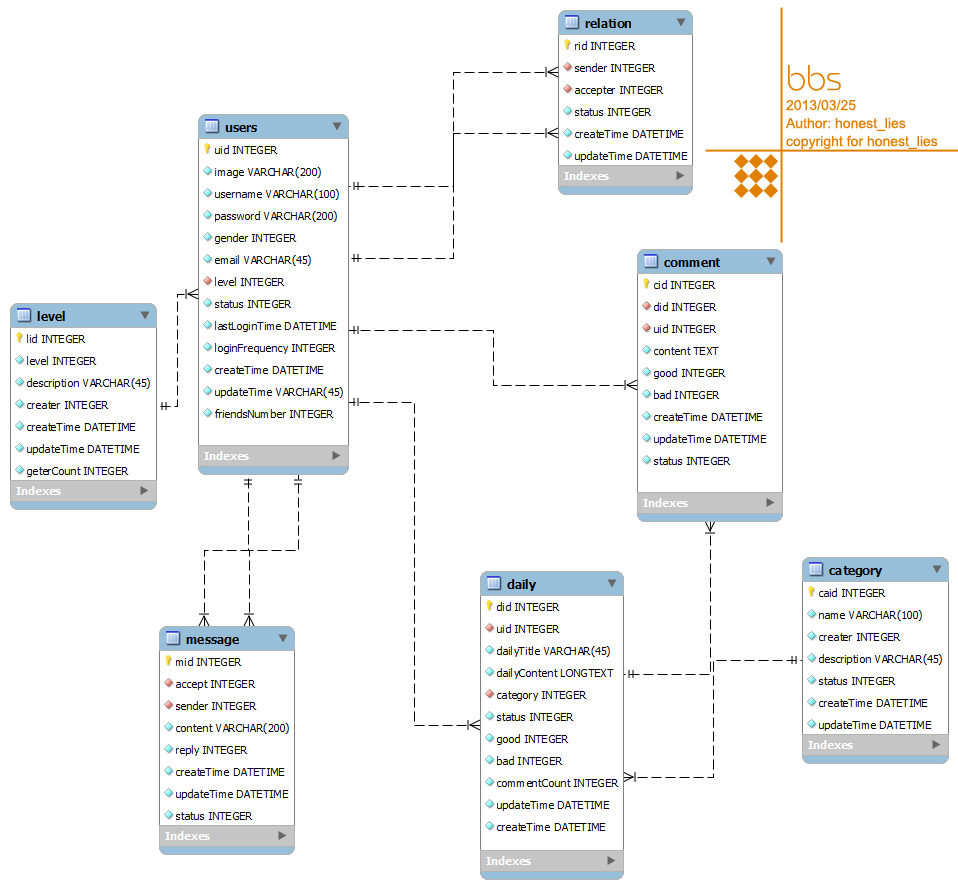 relation
rid INTEGER
sender INTEGER
accepter INTEGER
status INTEGER
createTime DATETIME
updateTime DATETIME
Indexes
bbs
2013/03/25
Author: honest_lies
copyright for honest_lies
users
uid INTEGER
image VARCHAR(200)
username VARCHAR(100)
password VARCHAR(200)
gender INTEGER
email VARCHAR(45)
level INTEGER
status INTEGER
lastLoginTime DATETIME
loginFrequency INTEGER
createTime DATETIME
updateTime VARCHAR(45)
friendsNumber INTEGER
Indexes
comment
cid INTEGER
did INTEGER
uid INTEGER
content TEXT
good INTEGER
bad INTEGER
createTime DATETIME
updateTime DATETIME
status INTEGER
Indexes
level
lid INTEGER
level INTEGER
description VARCHAR(45)
creater INTEGER
createTime DATETIME
updateTime DATETIME
geterCount INTEGER
Indexes
category
caid INTEGER
name VARCHAR(100)
creater INTEGER
description VARCHAR(45)
status INTEGER
createTime DATETIME
updateTime DATETIME
Indexes
daily
did INTEGER
uid INTEGER
dailyTitle VARCHAR(45)
dailyContent LONGTEXT
category INTEGER
status INTEGER
good INTEGER
bad INTEGER
commentCount INTEGER
updateTime DATETIME
createTime DATETIME
Indexes
message
mid INTEGER
accept INTEGER
sender INTEGER
content VARCHAR(200)
reply INTEGER
createTime DATETIME
updateTime DATETIME
status INTEGER
Indexes